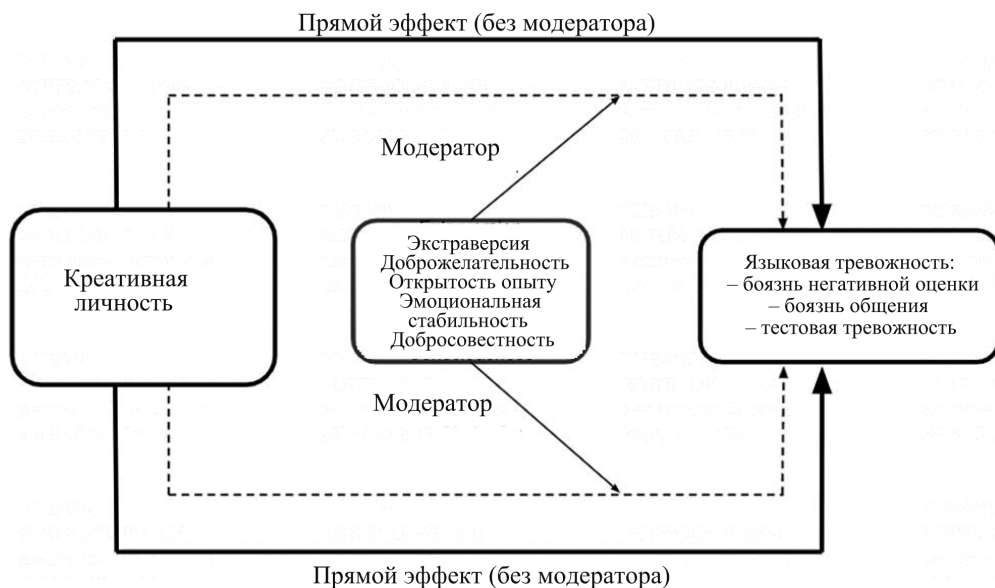 Прямой эффект (без модератора)
Модератор
Креативная
личность
Экстраверсия
Доброжелательность
Открытость опыту
Эмоциональная
стабильность
Добросовестность
Языковая тревожность:
– боязнь негативной оценки
– боязнь общения
– тестовая тревожность
Модератор
Прямой эффект (без модератора)